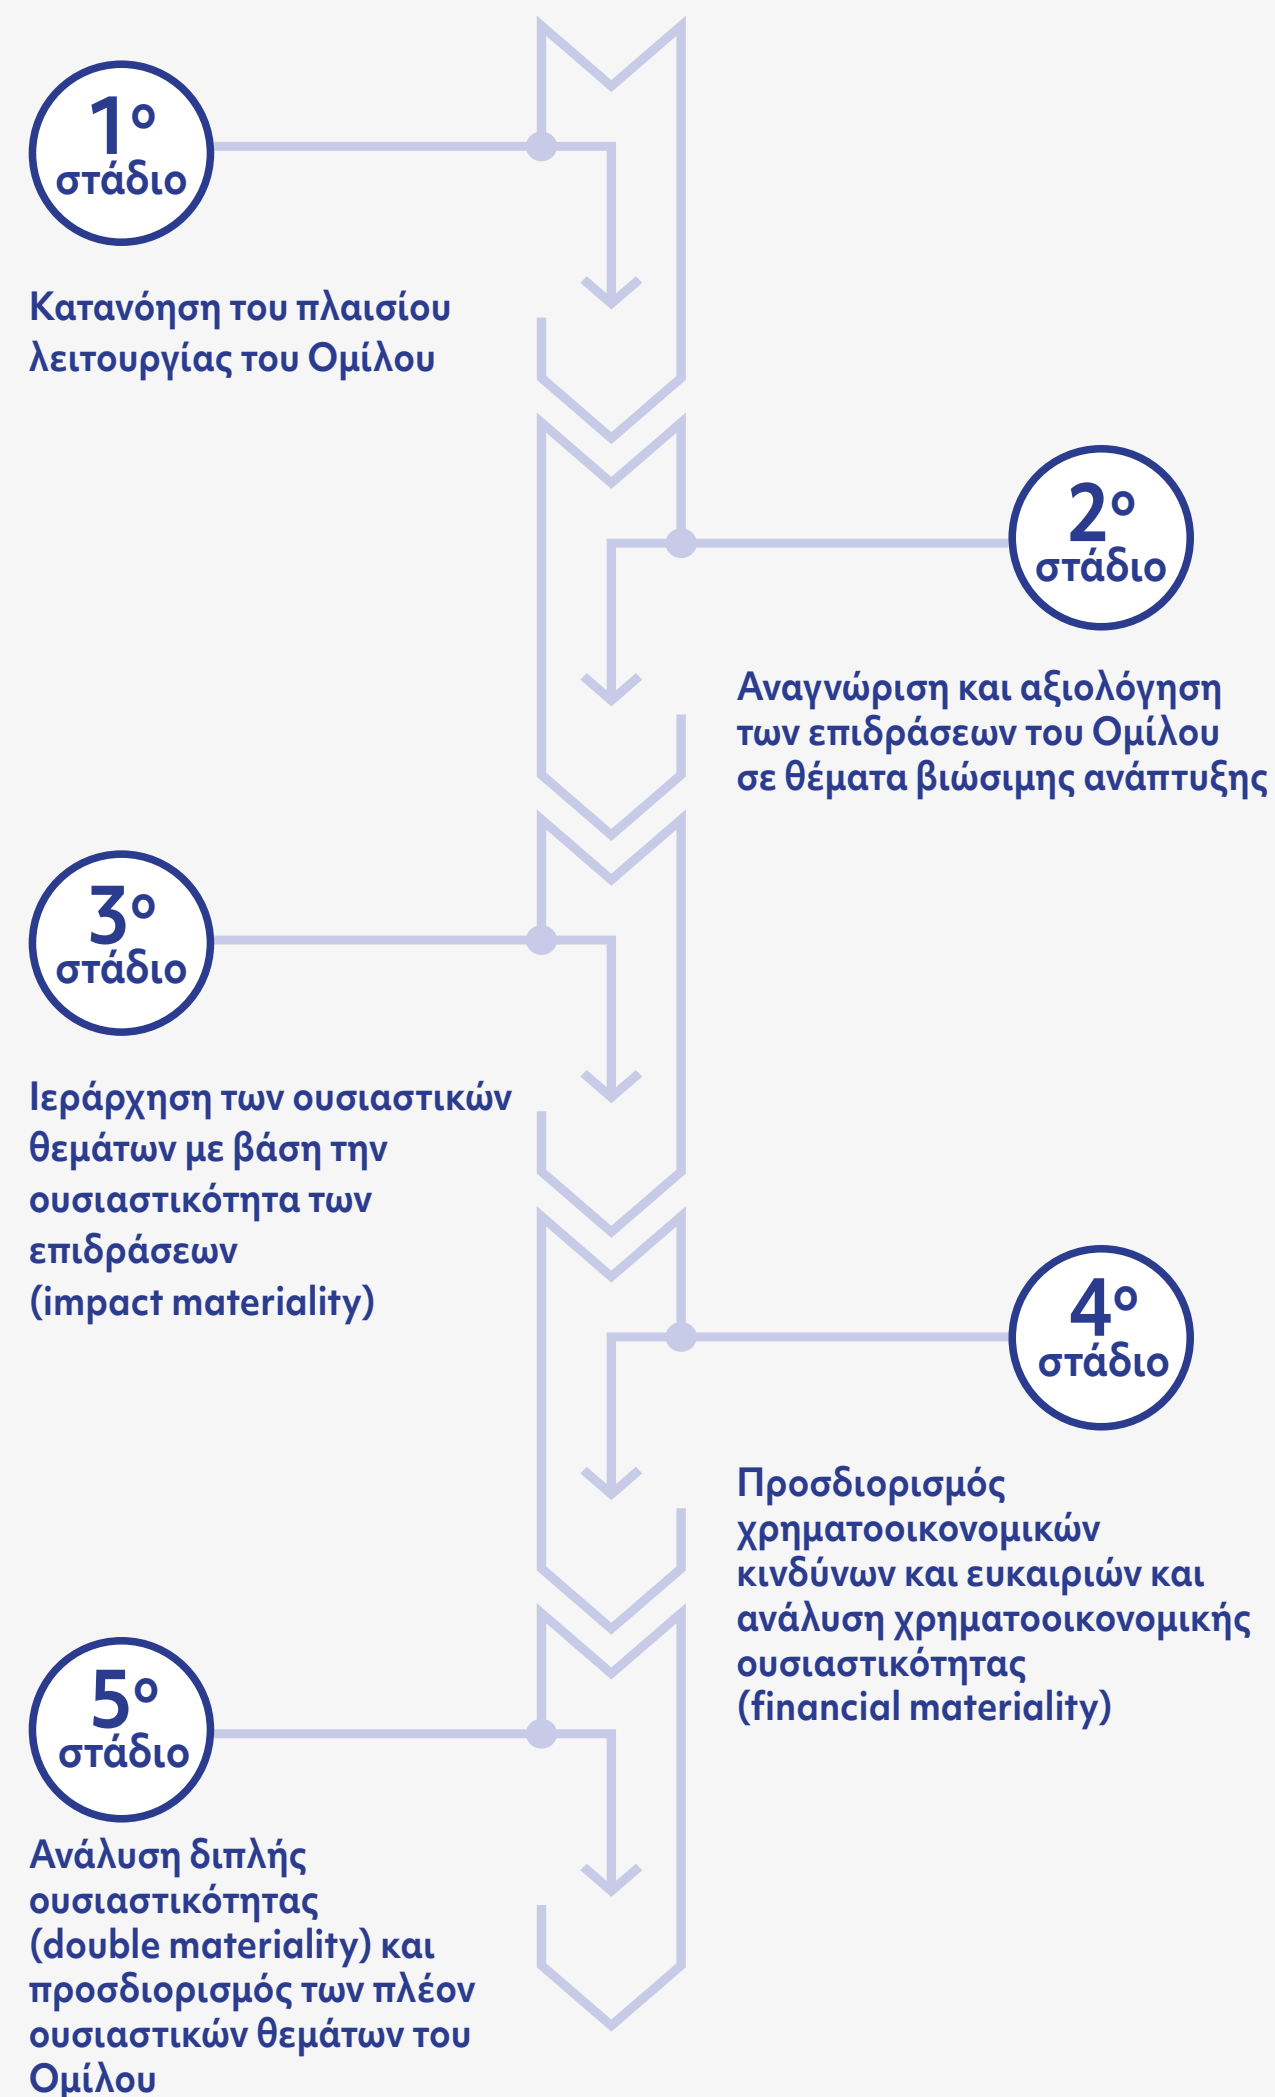 1ο
στάδιο
Κατανόηση του πλαισίου
λειτουργίας του Ομίλου
2ο
στάδιο
Αναγνώριση και αξιολόγηση
των επιδράσεων του Ομίλου
σε θέματα βιώσιμης ανάπτυξης
3ο
στάδιο
Ιεράρχηση των ουσιαστικών
θεμάτων με βάση την
ουσιαστικότητα των
επιδράσεων
(impact materiality)
4ο
στάδιο
Προσδιορισμός
χρηματοοικονομικών
κινδύνων και ευκαιριών και
ανάλυση χρηματοοικονομικής
ουσιαστικότητας
(financial materiality)
5ο
στάδιο
Ανάλυση διπλής
ουσιαστικότητας
(double materiality) και
προσδιορισμός των πλέον
ουσιαστικών θεμάτων του
Ομίλου